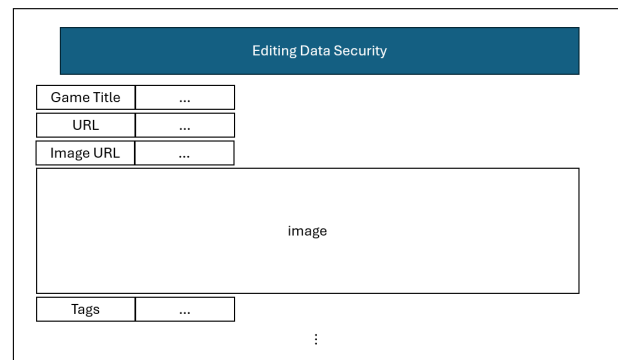 Editing Data Security
Game Title ...
URL ...
Image URL ...
image
Tags ...
⋮